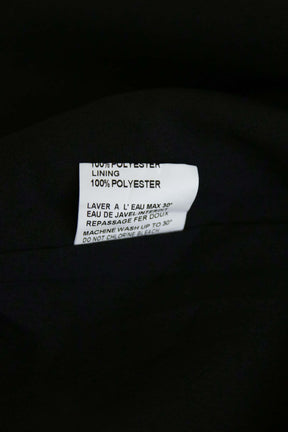 100% POLYESTER
LINING
100% POLYESTER
LAVER A L' EAU MAX 30°
EAU DE JAVEL INTERDIT
REPASSAGE FER DOUX
MACHINE WASH UP TO 30°
DO NOT CHLORINE BLEACH